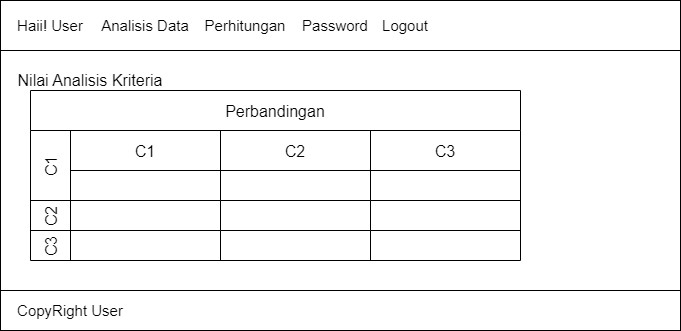 Haii! User Analisis Data Perhitungan Password Logout
Nilai Analisis Kriteria
Perbandingan
C1 C1 C2 C3
C2
C3
CopyRight User